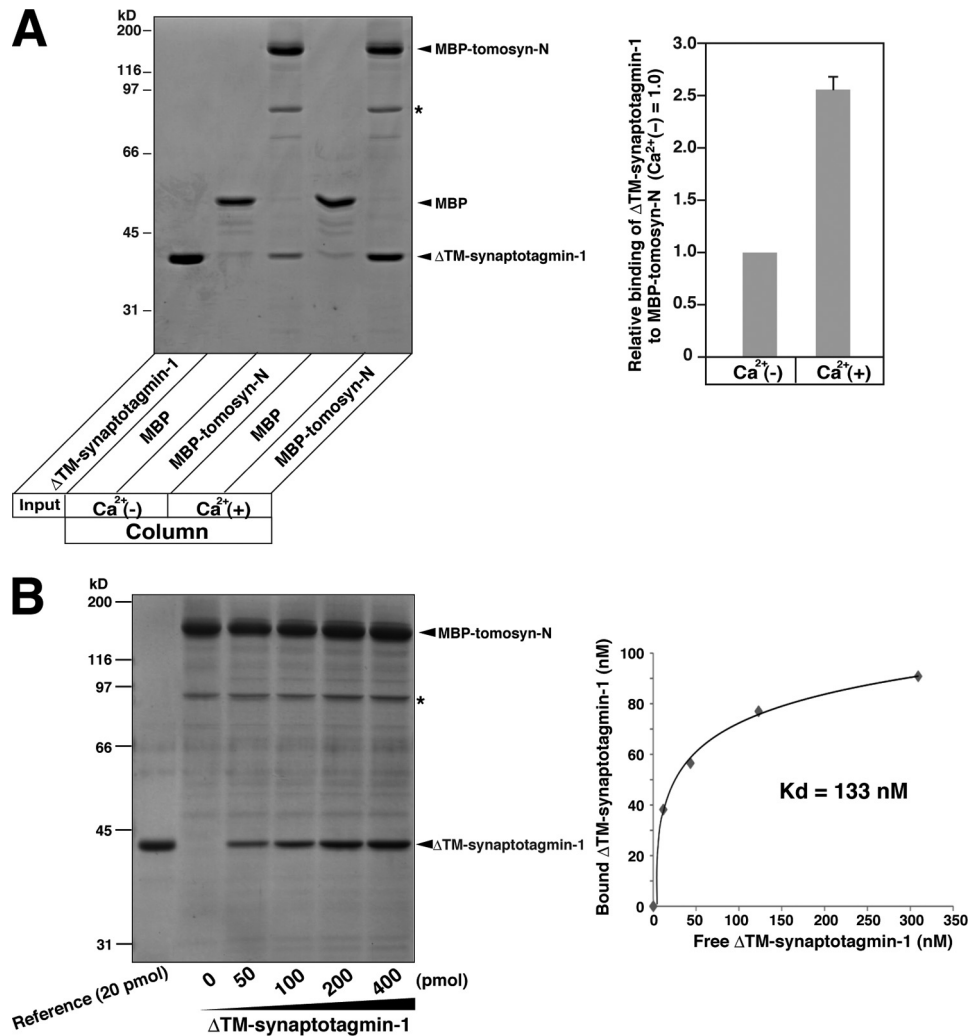 A
kD
200
116
97
66
45
31
MBP-tomosyn-N
*
MBP
ΔTM-synaptotagmin-1
ΔTM-synaptotagmin-1
MBP
MBP-tomosyn-N
MBP
MBP-tomosyn-N
Input
Ca2+(-)
Ca2+(+)
Column
Relative binding of ΔTM-synaptotagmin-1
to MBP-tomosyn-N (Ca2+(−) = 1.0)
3.0
2.5
2.0
1.5
1.0
0.5
0
Ca2+(-)
Ca2+(+)
B
kD
200
116
97
66
45
31
MBP-tomosyn-N
*
ΔTM-synaptotagmin-1
Reference (20 pmol)
0
50
100
200
400
(pmol)
ΔTM-synaptotagmin-1
Bound ΔTM-synaptotagmin-1 (nM)
100
80
60
40
20
0
Kd = 133 nM
0 50 100 150 200 250 300 350
Free ΔTM-synaptotagmin-1 (nM)